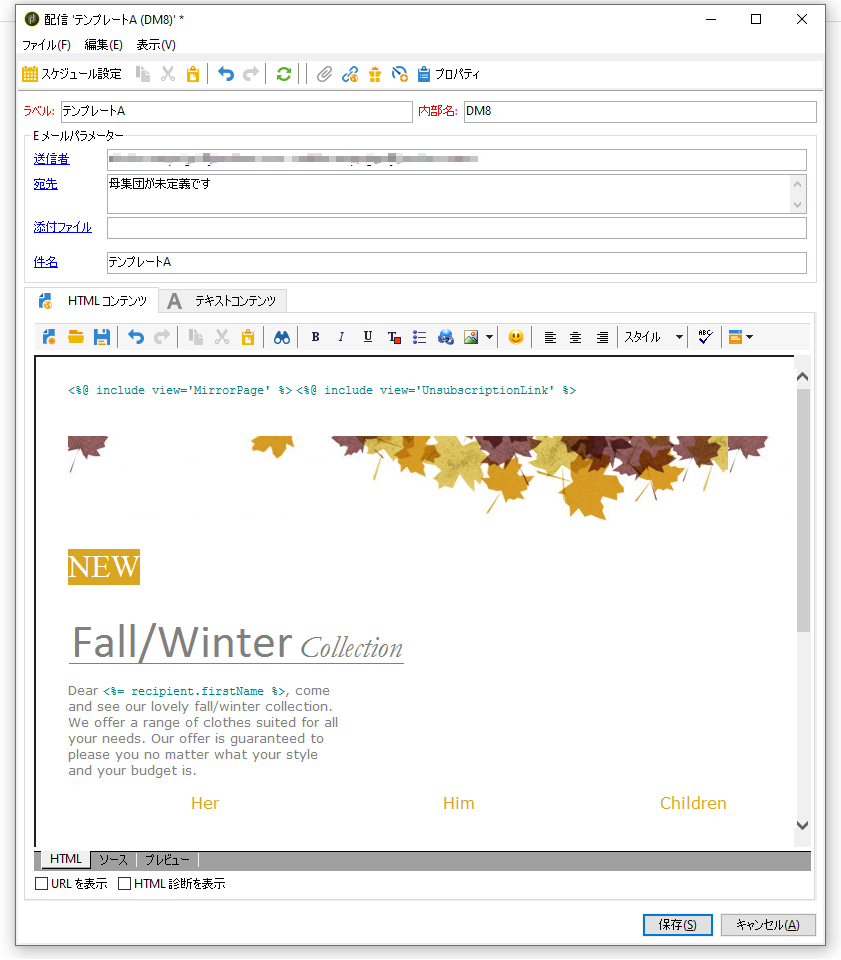 配信 'テンプレートA (DM8)' *
ファイル(F) 編集(E) 表示(V)
スケジュール設定 プロパティ
ラベル: テンプレートA 内部名: DM8
Eメールパラメーター
送信者
宛先 母集団が未定義です
添付ファイル
件名 テンプレートA
HTML コンテンツ A テキストコンテンツ
B I U T スタイル ABC
<%@ include view='MirrorPage' %> <%@ include view='UnsubscriptionLink' %>
NEW
Fall/Winter Collection
Dear <%= recipient.firstName %>, come
and see our lovely fall/winter collection.
We offer a range of clothes suited for all
your needs. Our offer is guaranteed to
please you no matter what your style
and your budget is.
Her Him Children
HTML ソース プレビュー
URL を表示 HTML 診断を表示
保存(S) キャンセル(A)